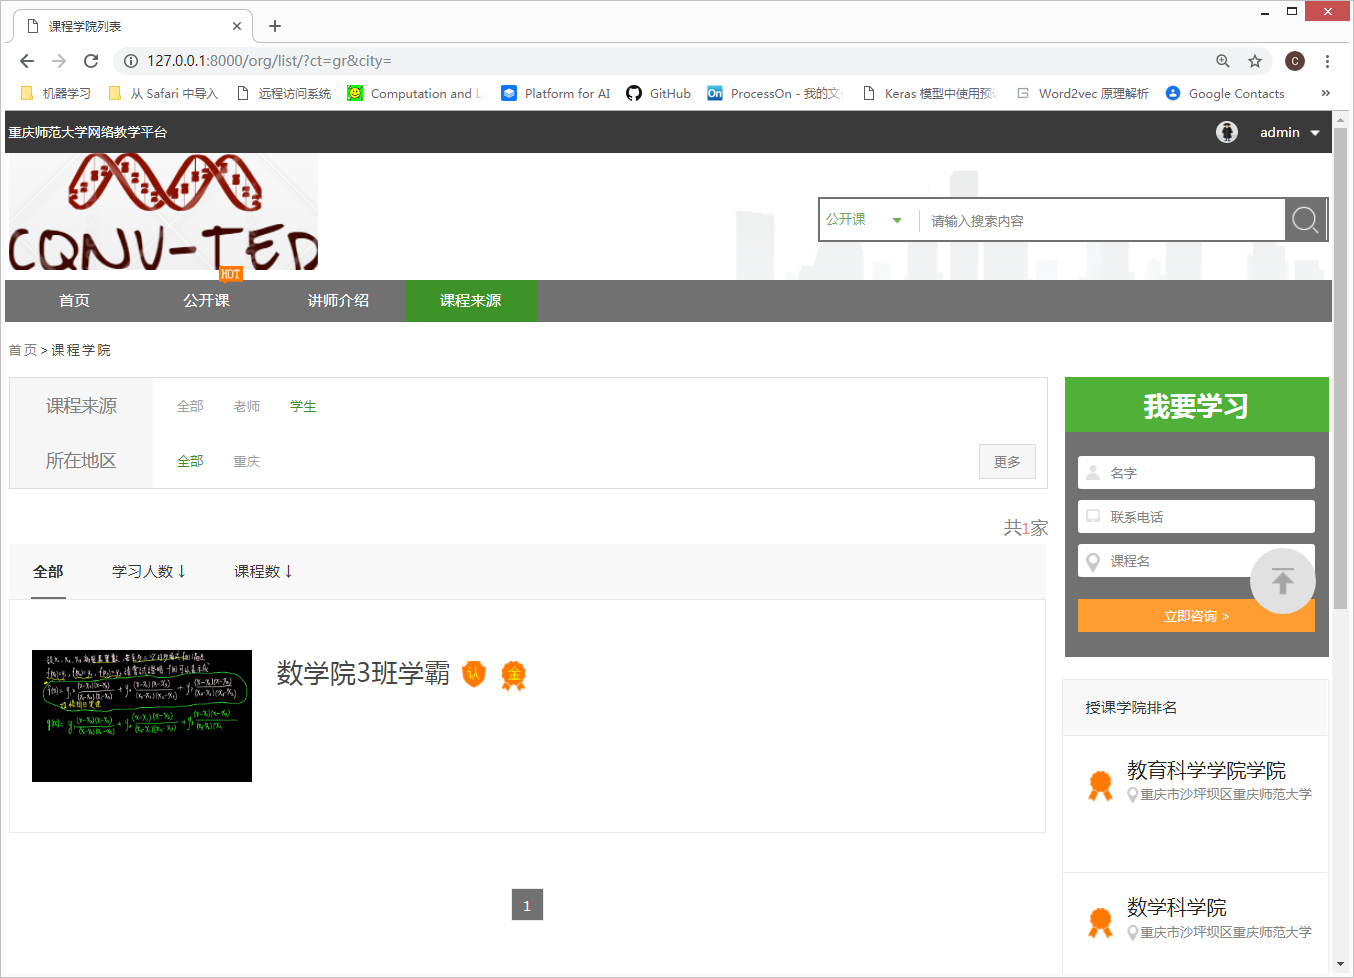 课程学院列表
127.0.0.1:8000/org/list/?ct=gr&city=
C
机器学习
从 Safari 中导入
远程访问系统
Computation and L
Platform for AI
GitHub
On ProcessOn - 我的文
Keras 模型中使用预
Word2vec 原理解析
Google Contacts
重庆师范大学网络教学平台
admin
CQNV-TED
公开课
请输入搜索内容
HOT
首页
公开课
讲师介绍
课程来源
首页 > 课程学院
课程来源
全部
老师
学生
所在地区
全部
重庆
更多
共1家
全部
学习人数↓
课程数↓
数学院3班学霸
认
金
1
我要学习
名字
联系电话
课程名
立即咨询 >
授课学院排名
教育科学学院学院
重庆市沙坪坝区重庆师范大学
数学科学院
重庆市沙坪坝区重庆师范大学